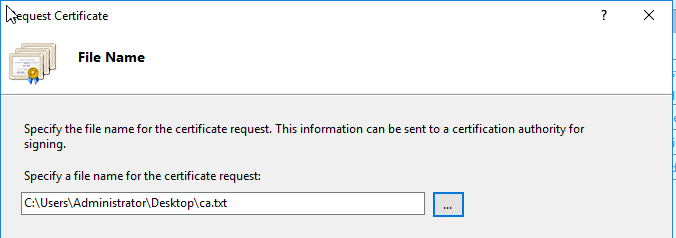 Request Certificate
?
File Name
Specify the file name for the certificate request. This information can be sent to a certification authority for
signing.
Specify a file name for the certificate request:
C:\Users\Administrator\Desktop\ca.txt
...